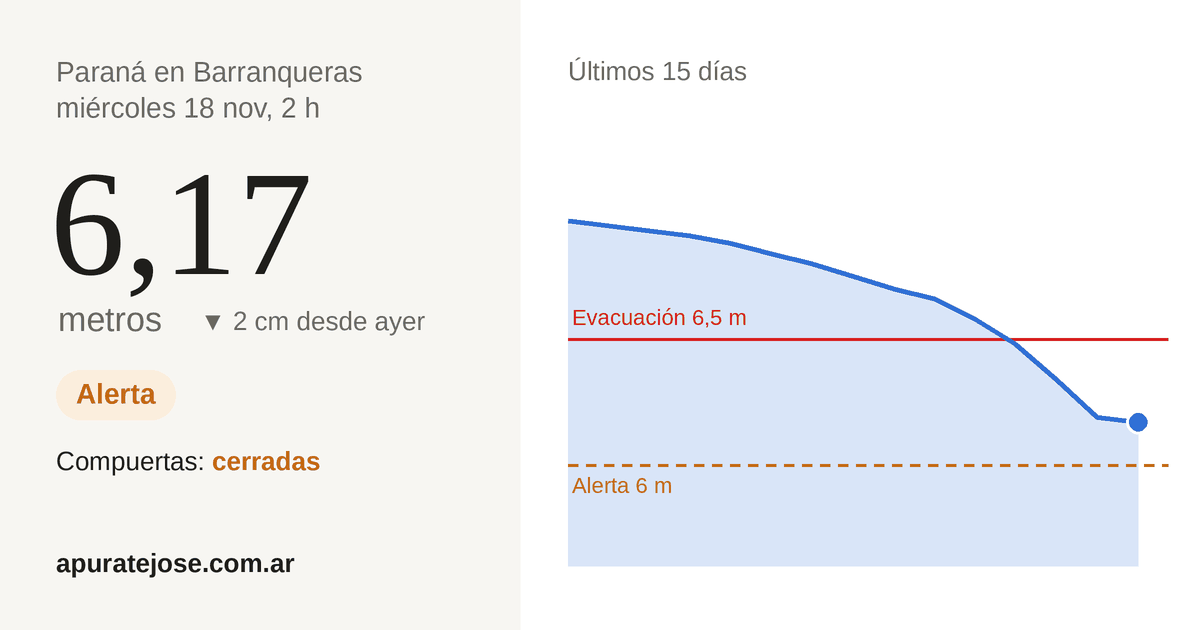 Paraná en Barranqueras
miércoles 18 nov, 2 h
6,17
metros ▼ 2 cm desde ayer
Alerta
Compuertas: cerradas
apuratejose.com.ar
Últimos 15 días
Evacuación 6,5 m
Alerta 6 m